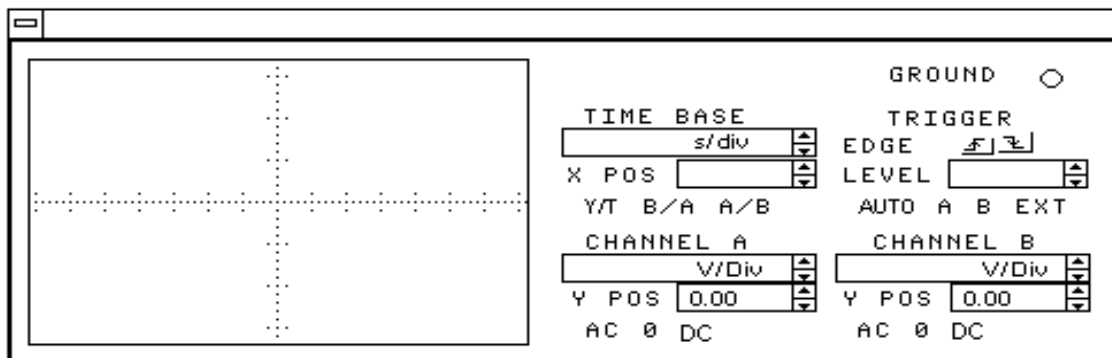 GROUND
TIME BASE
TRIGGER
s/div
EDGE
X POS
LEVEL
Y/T B/A A/B
AUTO A B EXT
CHANNEL A
CHANNEL B
V/Div
V/Div
Y POS 0.00
Y POS 0.00
AC 0 DC
AC 0 DC